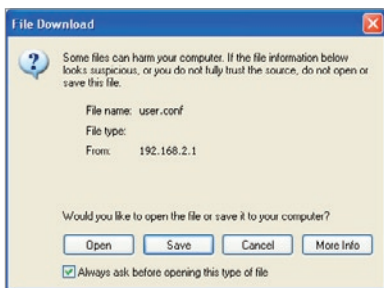 File Download
Some files can harm your computer. If the file information below
looks suspicious, or you do not fully trust the source, do not open or
save this file.
File name: user.conf
File type:
From: 192.168.2.1
Would you like to open the file or save it to your computer?
Open Save Cancel More Info
Always ask before opening this type of file